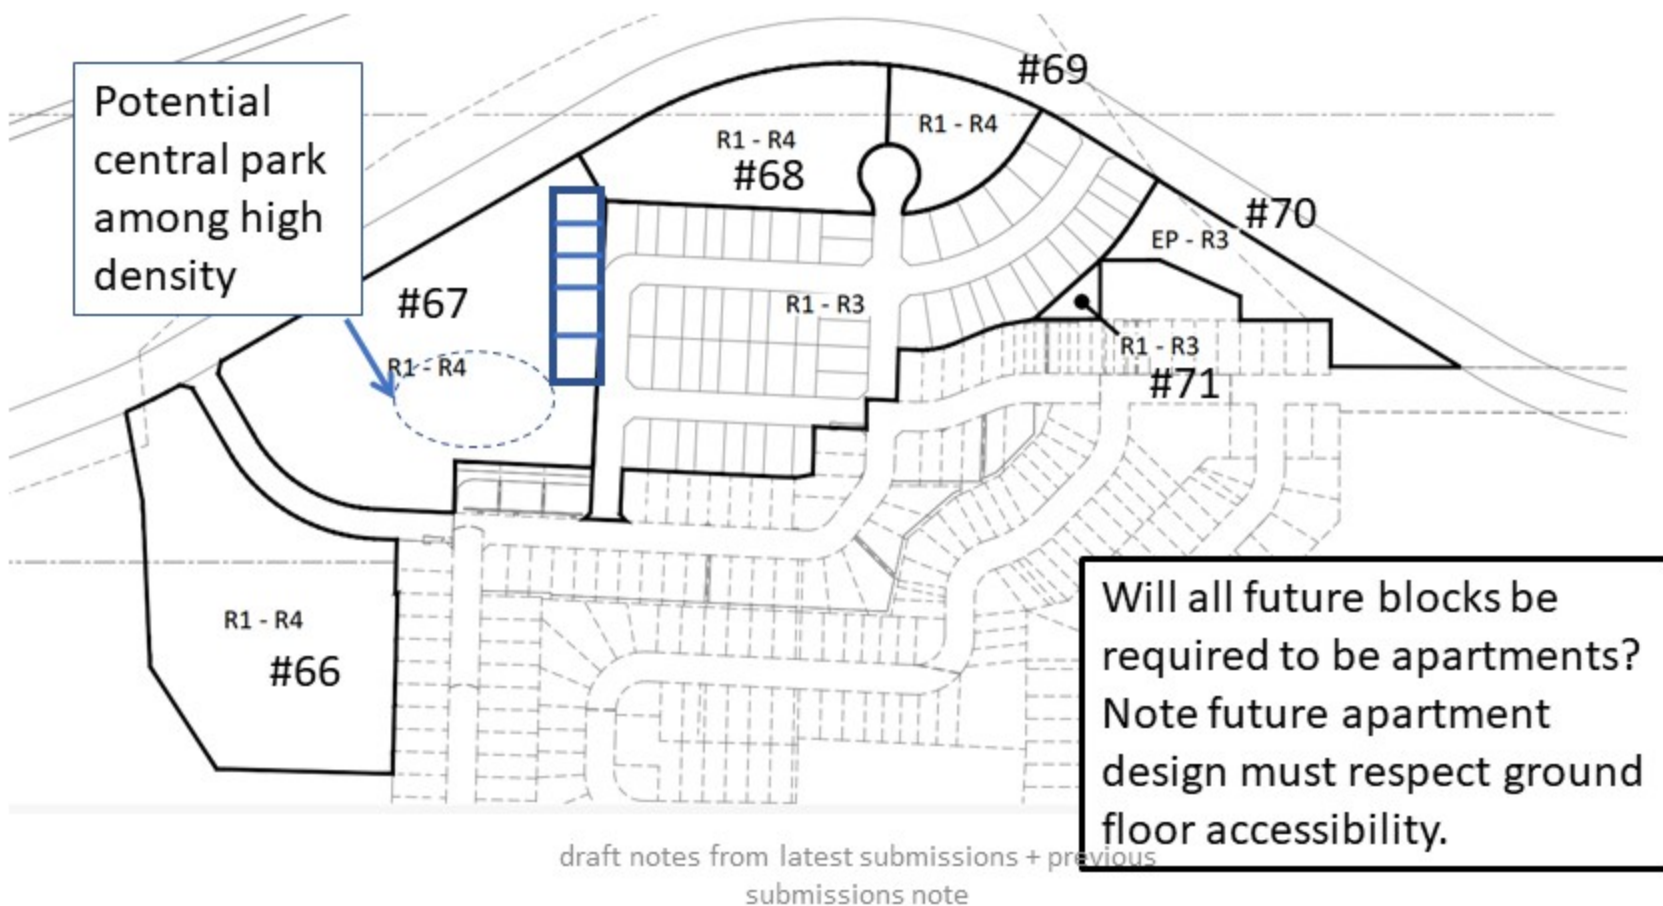 #69
Potential
central park
among high
density
R1 - R4
R1 - R4
#68
#70
EP - R3
#67
R1 - R3
R1 - R3
#71
R1 - R4
Will all future blocks be
required to be apartments?
Note future apartment
design must respect ground
floor accessibility.
R1 - R4
#66
draft notes from latest submissions + previous
submissions note